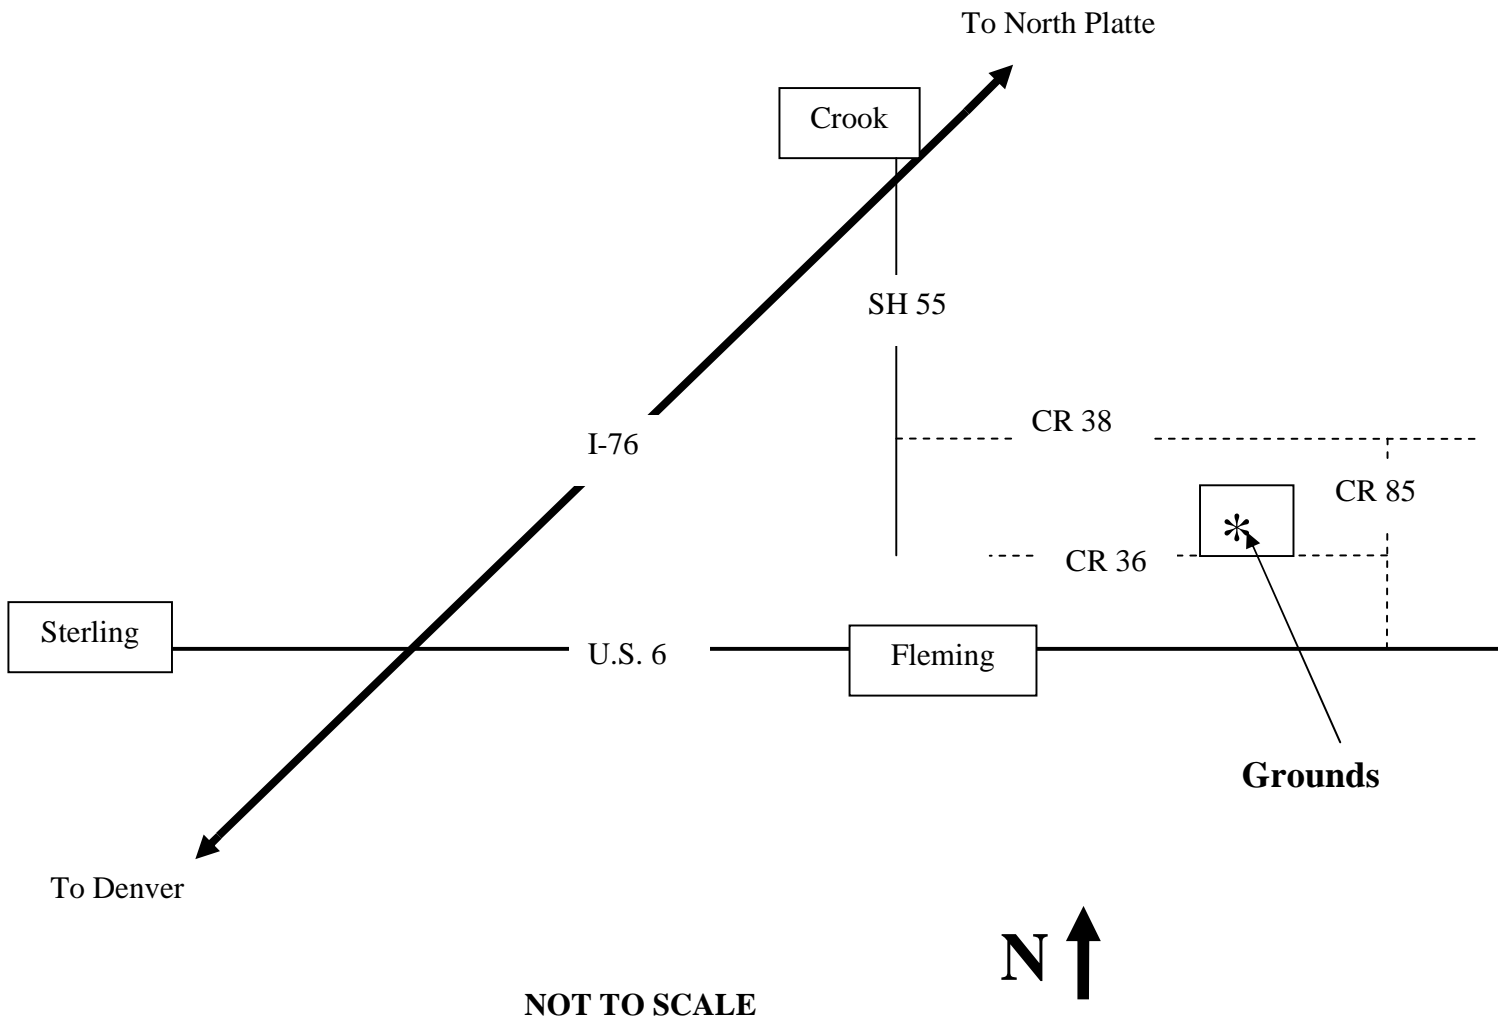 To North Platte
Crook
SH 55
CR 38
I-76
CR 85
*
CR 36
Sterling
U.S. 6
Fleming
Grounds
To Denver
N
NOT TO SCALE